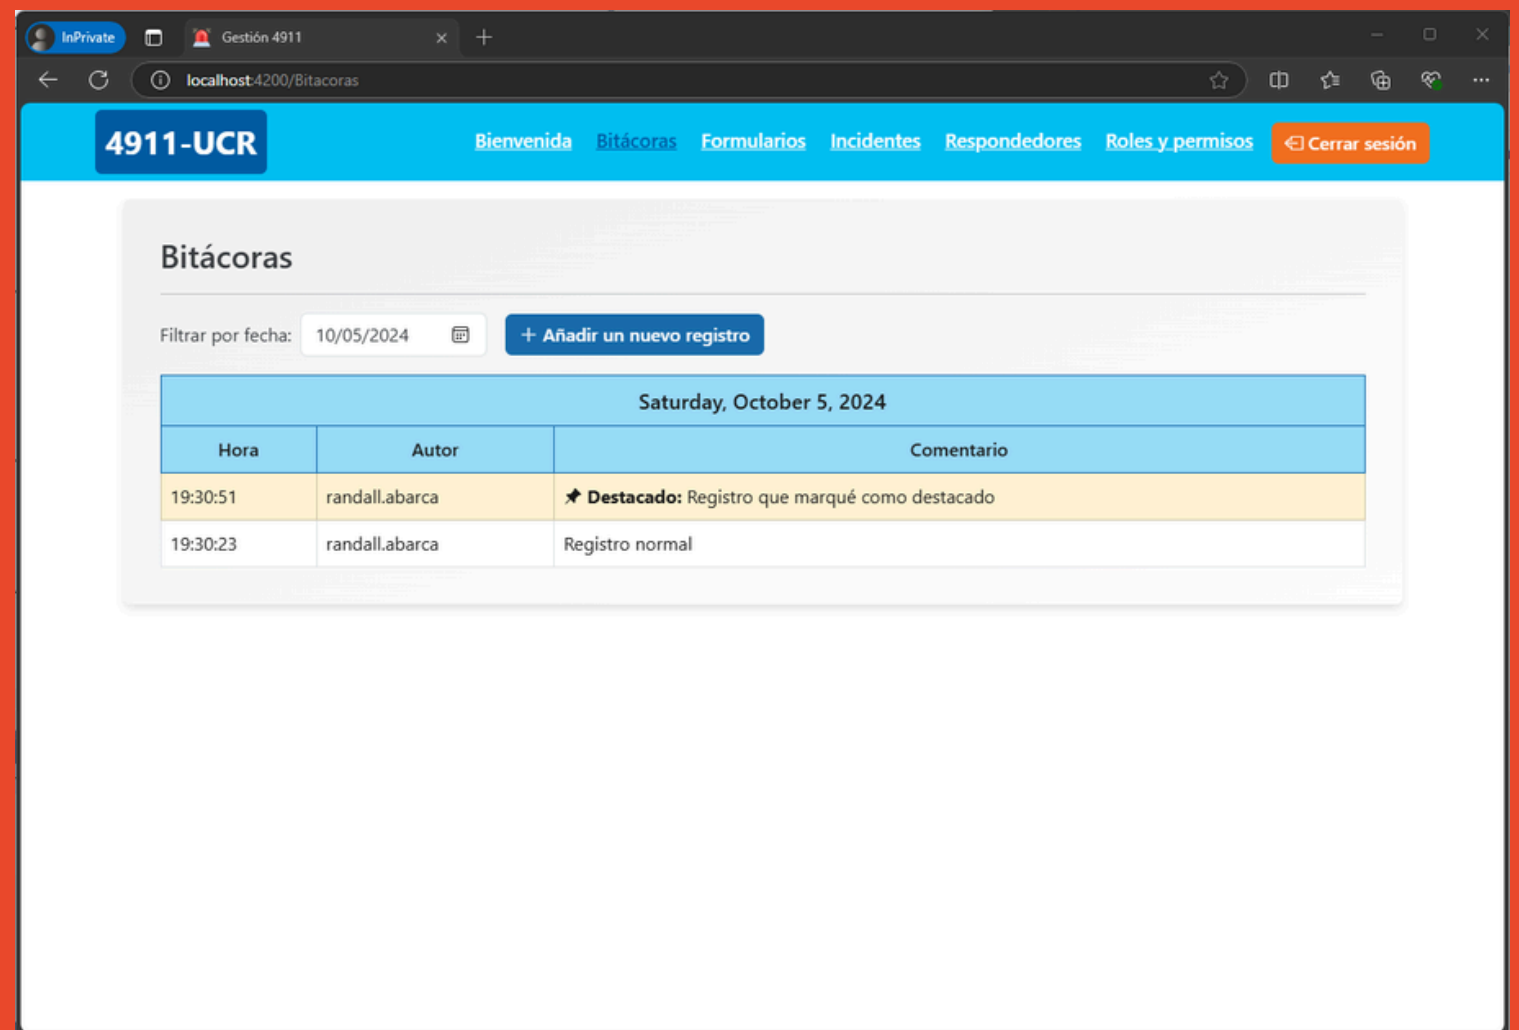 InPrivate
Gestión 4911
localhost:4200/Bitacoras
4911-UCR
Bienvenida Bitácoras Formularios Incidentes Respondedores Roles y permisos Cerrar sesión
Bitácoras
Filtrar por fecha: 10/05/2024 + Añadir un nuevo registro
Saturday, October 5, 2024
Hora Autor Comentario
19:30:51 randall.abarca Destacado: Registro que marqué como destacado
19:30:23 randall.abarca Registro normal